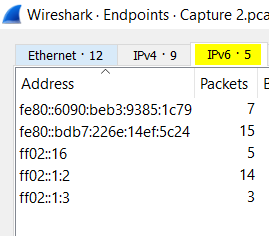 Wireshark · Endpoints · Capture 2.pca
Ethernet · 12 IPv4 · 9 IPv6 · 5
Address Packets
fe80::6090:beb3:9385:1c79 7
fe80::bdb7:226e:14ef:5c24 15
ff02::16 5
ff02::1:2 14
ff02::1:3 3